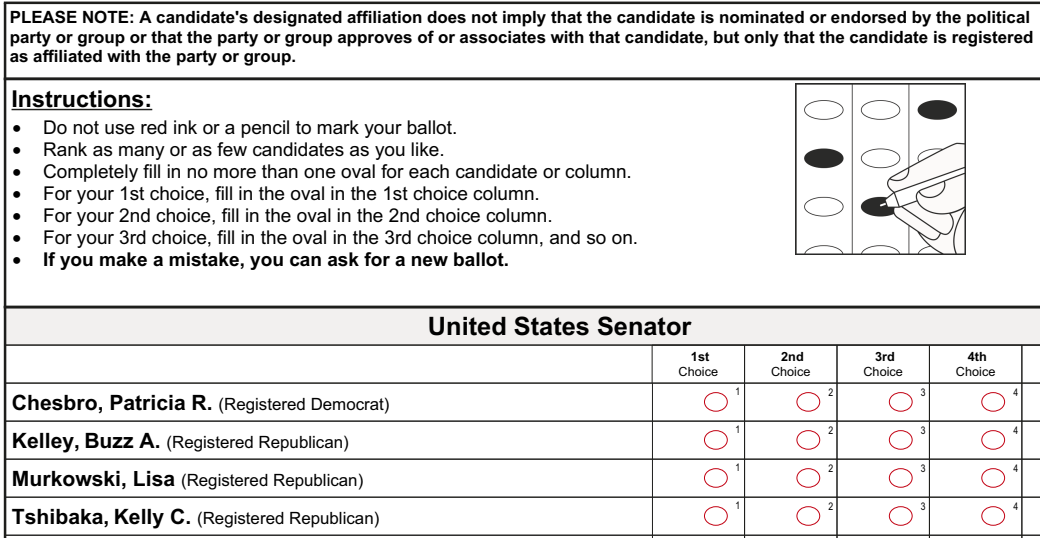 PLEASE NOTE: A candidate's designated affiliation does not imply that the candidate is nominated or endorsed by the political
party or group or that the party or group approves of or associates with that candidate, but only that the candidate is registered
as affiliated with the party or group.
Instructions:
• Do not use red ink or a pencil to mark your ballot.
• Rank as many or as few candidates as you like.
• Completely fill in no more than one oval for each candidate or column.
• For your 1st choice, fill in the oval in the 1st choice column.
• For your 2nd choice, fill in the oval in the 2nd choice column.
• For your 3rd choice, fill in the oval in the 3rd choice column, and so on.
• If you make a mistake, you can ask for a new ballot.
United States Senator
1st 2nd 3rd 4th
Choice Choice Choice Choice
Chesbro, Patricia R. (Registered Democrat) 1 2 3 4
Kelley, Buzz A. (Registered Republican) 1 2 3 4
Murkowski, Lisa (Registered Republican) 1 2 3 4
Tshibaka, Kelly C. (Registered Republican) 1 2 3 4